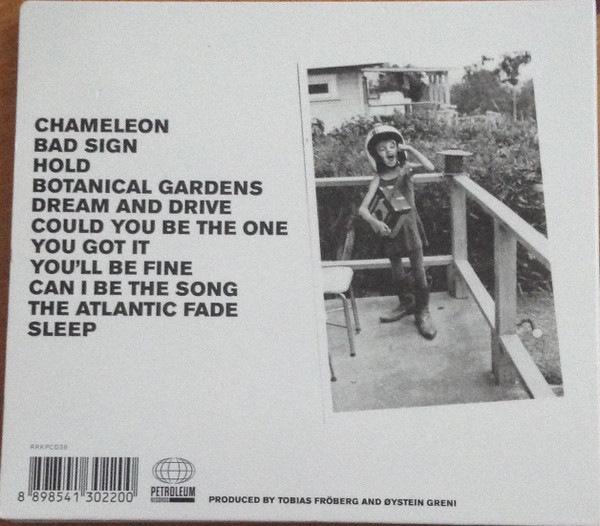 CHAMELEON
BAD SIGN
HOLD
BOTANICAL GARDENS
DREAM AND DRIVE
COULD YOU BE THE ONE
YOU GOT IT
YOU'LL BE FINE
CAN I BE THE SONG
THE ATLANTIC FADE
SLEEP
RRKPCD38
8 898541 302200
PETROLEUM
PRODUCED BY TOBIAS FRÖBERG AND ØYSTEIN GRENI